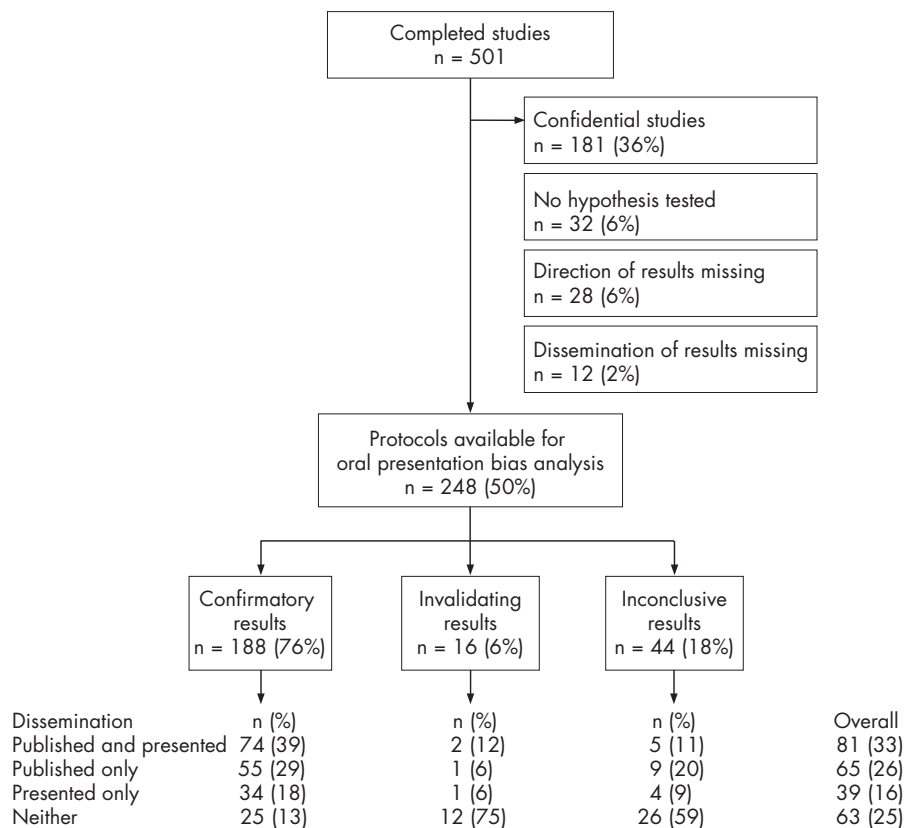 Completed studies
n = 501
Confidential studies
n = 181 (36%)
No hypothesis tested
n = 32 (6%)
Direction of results missing
n = 28 (6%)
Dissemination of results missing
n = 12 (2%)
Protocols available for
oral presentation bias analysis
n = 248 (50%)
Confirmatory
results
n = 188 (76%)
Invalidating
results
n = 16 (6%)
Inconclusive
results
n = 44 (18%)
Dissemination n (%) n (%) n (%) Overall
Published and presented 74 (39) 2 (12) 5 (11) 81 (33)
Published only 55 (29) 1 (6) 9 (20) 65 (26)
Presented only 34 (18) 1 (6) 4 (9) 39 (16)
Neither 25 (13) 12 (75) 26 (59) 63 (25)